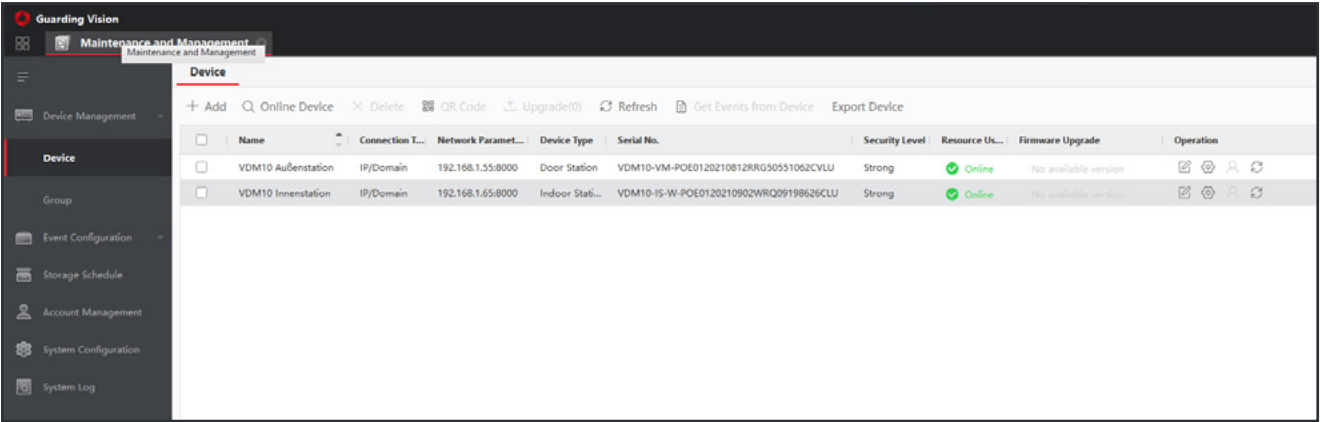 Guarding Vision
Maintenance and Management
Maintenance and Management
Device
Add Online Device Delete QR Code Upgrade(0) Refresh Get Events from Device Export Device
Name Connection T... Network Paramet... Device Type Serial No. Security Level Resource Us... Firmware Upgrade Operation
VDM10 Außenstation IP/Domain 192.168.1.55:8000 Door Station VDM10-VM-POE0120210812RRG50551062CVLU Strong Online No available version
VDM10 Innenstation IP/Domain 192.168.1.65:8000 Indoor Stati... VDM10-IS-W-POE0120210902WRQ09198626CLU Strong Online No available version
Device Management
Device
Group
Event Configuration
Storage Schedule
Account Management
System Configuration
System Log